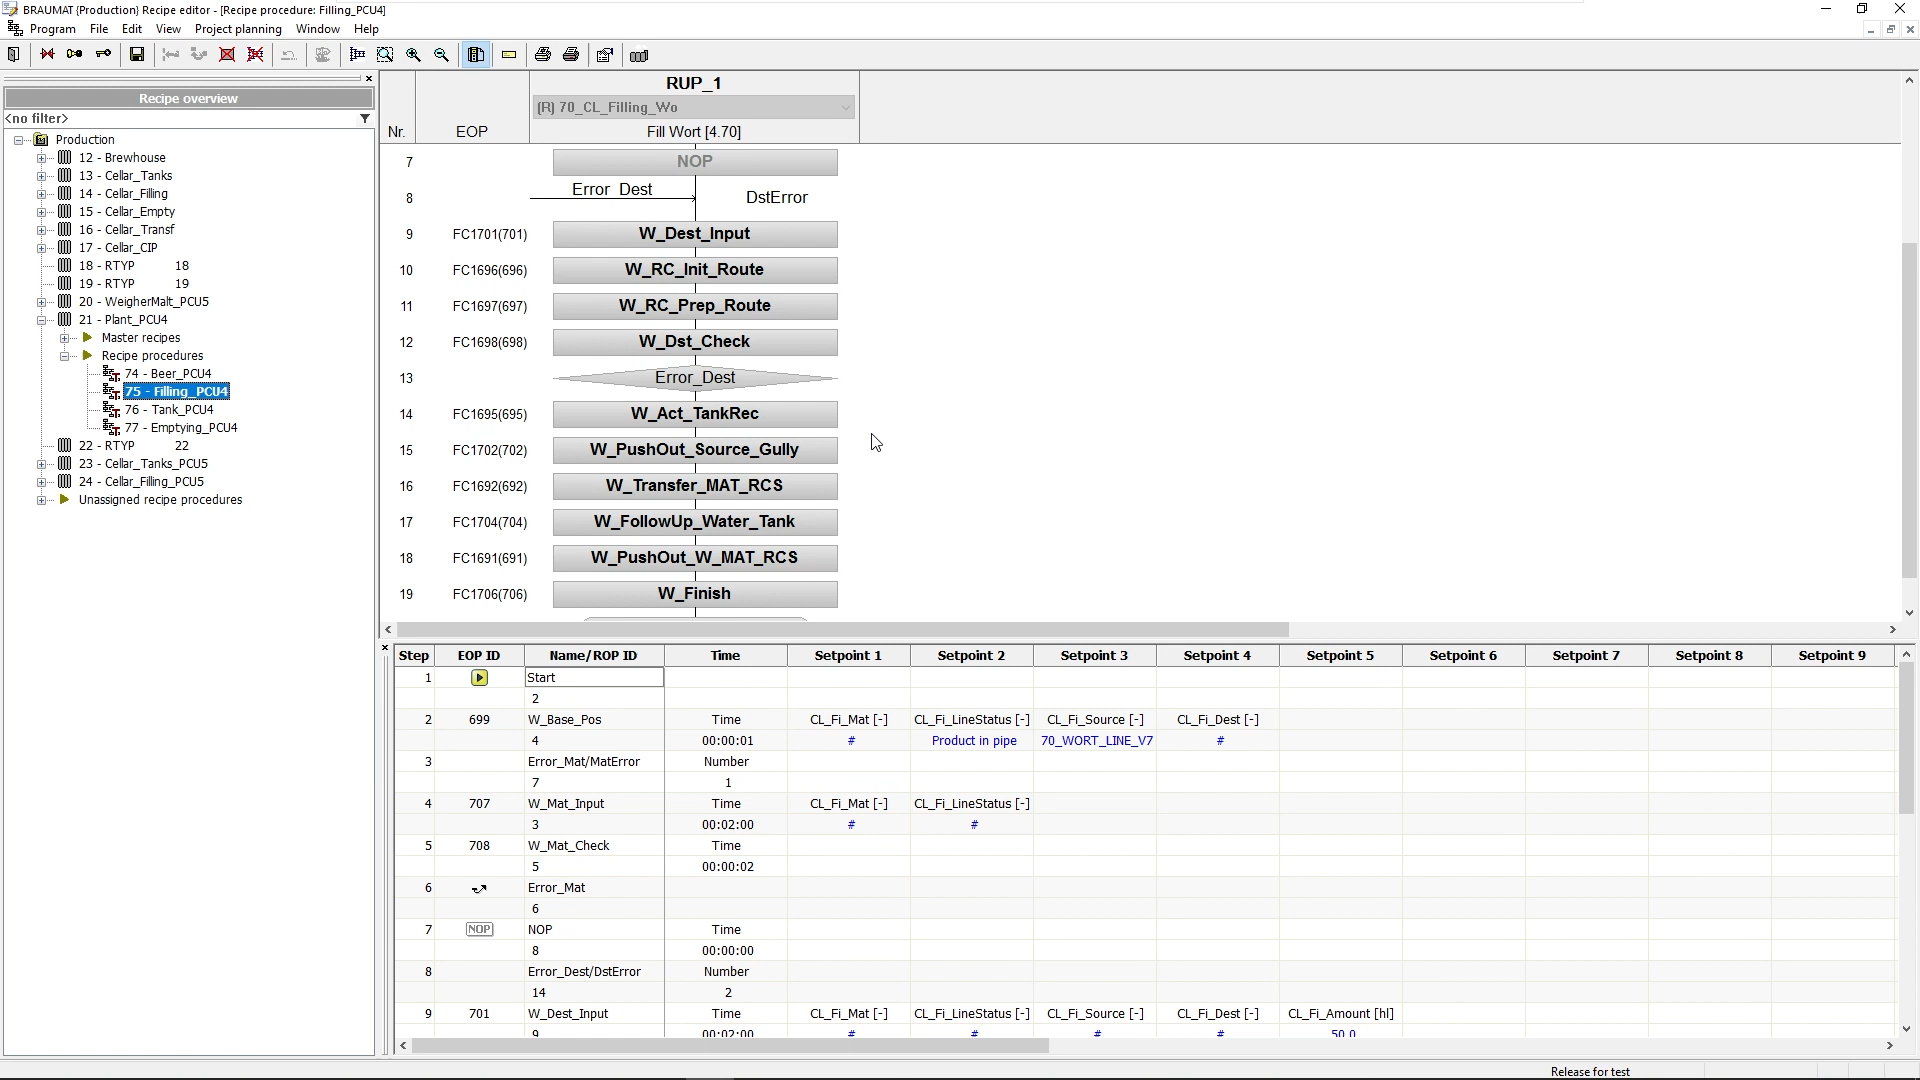 BRAUMAT {Production} Recipe editor - [Recipe procedure: Filling_PCU4]
Program File Edit View Project planning Window Help
Recipe overview
<no filter>
Production
12 - Brewhouse
13 - Cellar_Tanks
14 - Cellar_Filling
15 - Cellar_Empty
16 - Cellar_Transf
17 - Cellar_CIP
18 - RTYP 18
19 - RTYP 19
20 - WeigherMalt_PCU5
21 - Plant_PCU4
Master recipes
Recipe procedures
74 - Beer_PCU4
75 - Filling_PCU4
76 - Tank_PCU4
77 - Emptying_PCU4
22 - RTYP 22
23 - Cellar_Tanks_PCU5
24 - Cellar_Filling_PCU5
Unassigned recipe procedures
RUP_1
(R) 70_CL_Filling_Wo
Nr. EOP Fill Wort [4.70]
7 NOP
8 Error_Dest DstError
9 FC1701(701) W_Dest_Input
10 FC1696(696) W_RC_Init_Route
11 FC1697(697) W_RC_Prep_Route
12 FC1698(698) W_Dst_Check
13 Error_Dest
14 FC1695(695) W_Act_TankRec
15 FC1702(702) W_PushOut_Source_Gully
16 FC1692(692) W_Transfer_MAT_RCS
17 FC1704(704) W_FollowUp_Water_Tank
18 FC1691(691) W_PushOut_W_MAT_RCS
19 FC1706(706) W_Finish
Step EOP ID Name/ROP ID Time Setpoint 1 Setpoint 2 Setpoint 3 Setpoint 4 Setpoint 5 Setpoint 6 Setpoint 7 Setpoint 8 Setpoint 9
1 Start
2
2 699 W_Base_Pos Time CL_Fi_Mat [-] CL_Fi_LineStatus [-] CL_Fi_Source [-] CL_Fi_Dest [-]
4 00:00:01 # Product in pipe 70_WORT_LINE_V7 #
3 Error_Mat/MatError Number
7 1
4 707 W_Mat_Input Time CL_Fi_Mat [-] CL_Fi_LineStatus [-]
3 00:02:00 # #
5 708 W_Mat_Check Time
5 00:00:02
6 Error_Mat
6
7 NOP NOP Time
8 00:00:00
8 Error_Dest/DstError Number
14 2
9 701 W_Dest_Input Time CL_Fi_Mat [-] CL_Fi_LineStatus [-] CL_Fi_Source [-] CL_Fi_Dest [-] CL_Fi_Amount [hl]
9 00:02:00 # # # # 50.0
Release for test